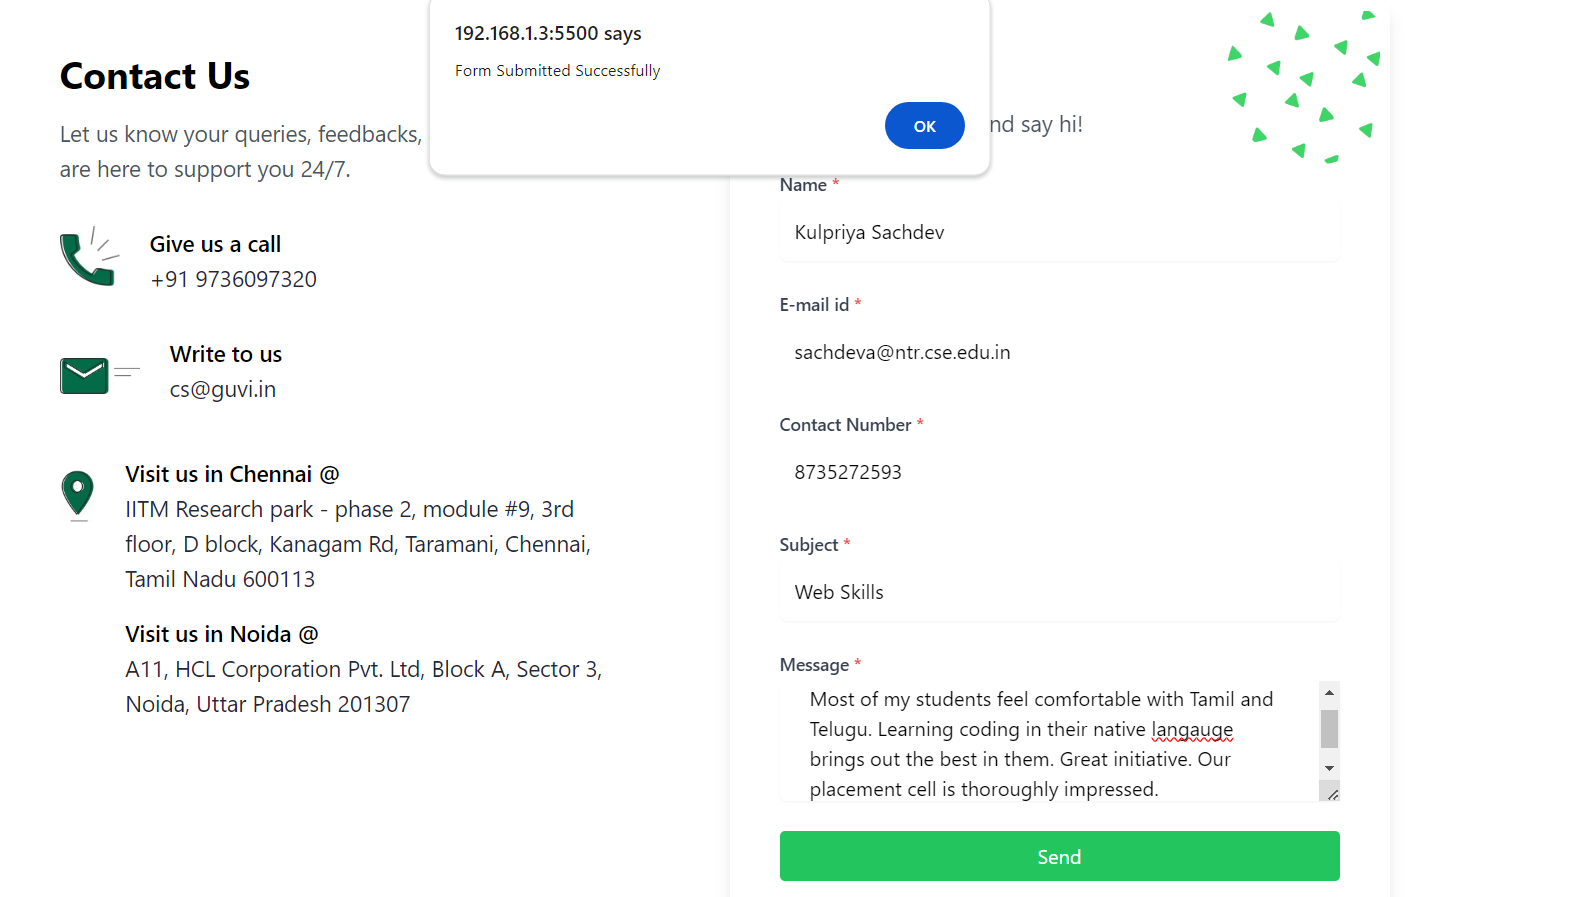 192.168.1.3:5500 says
Form Submitted Successfully
OK
Contact Us
Let us know your queries, feedbacks,
are here to support you 24/7.
Give us a call
+91 9736097320
Write to us
cs@guvi.in
Visit us in Chennai @
IITM Research park - phase 2, module #9, 3rd
floor, D block, Kanagam Rd, Taramani, Chennai,
Tamil Nadu 600113
Visit us in Noida @
A11, HCL Corporation Pvt. Ltd, Block A, Sector 3,
Noida, Uttar Pradesh 201307
nd say hi!
Name *
Kulpriya Sachdev
E-mail id *
sachdeva@ntr.cse.edu.in
Contact Number *
8735272593
Subject *
Web Skills
Message *
Most of my students feel comfortable with Tamil and
Telugu. Learning coding in their native langauge
brings out the best in them. Great initiative. Our
placement cell is thoroughly impressed.
Send